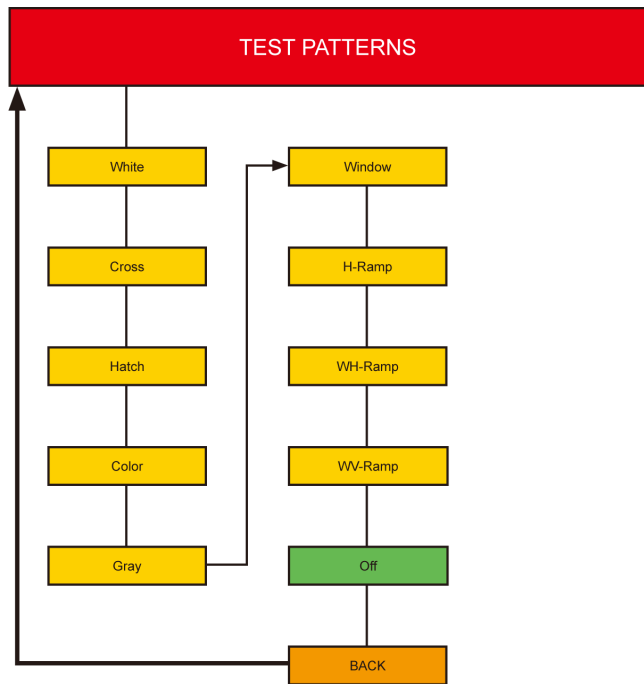 TEST PATTERNS
White
Cross
Hatch
Color
Gray
Window
H-Ramp
WH-Ramp
WV-Ramp
Off
BACK